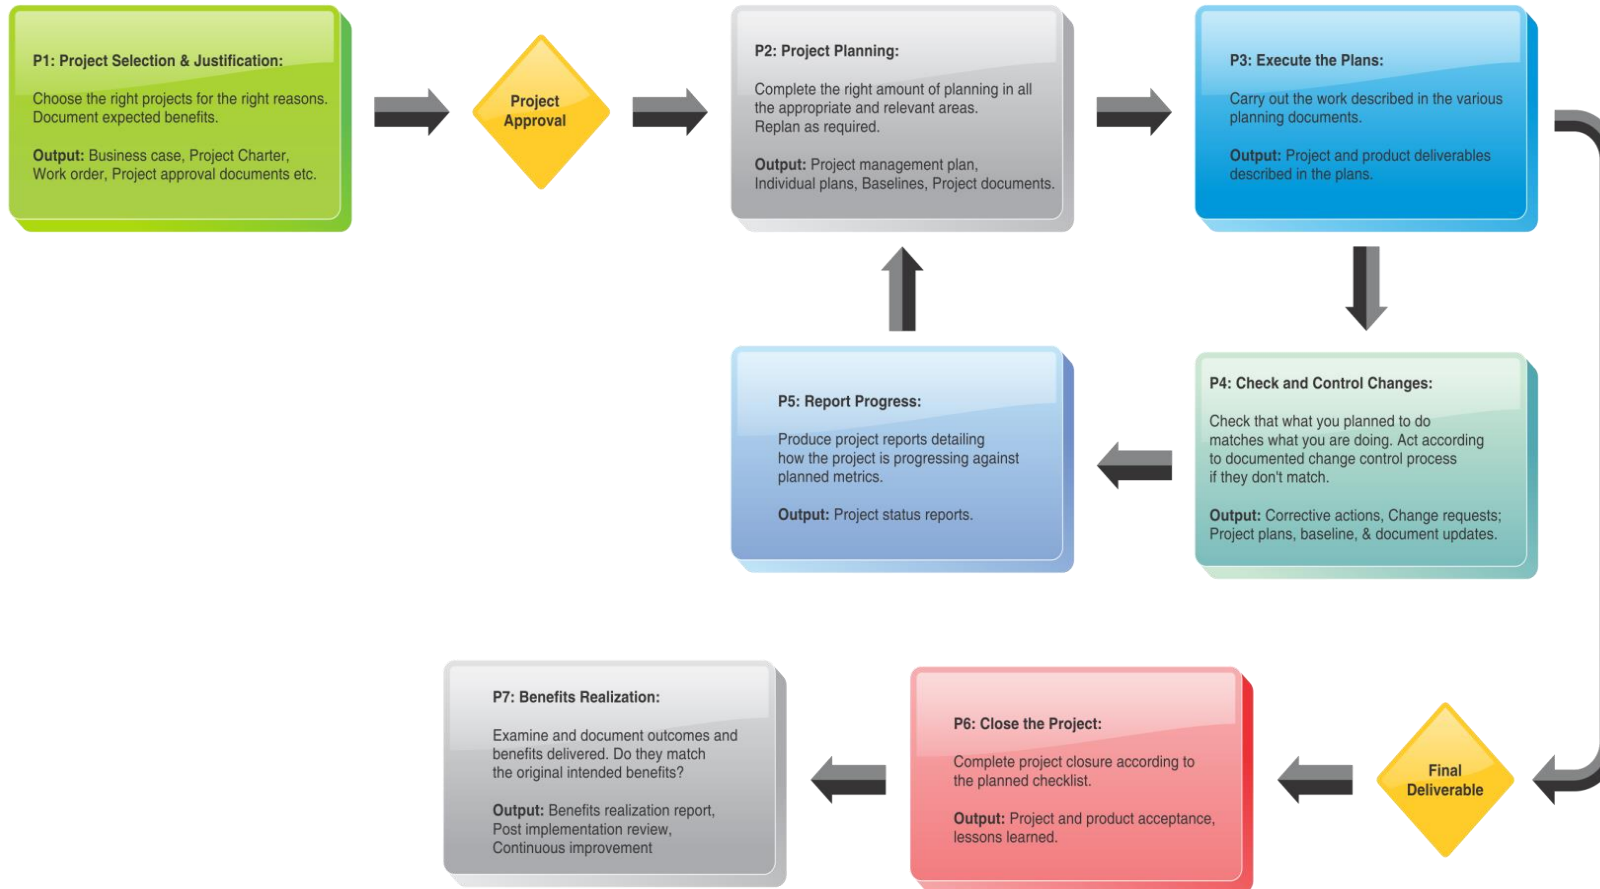 P1: Project Selection & Justification:
Choose the right projects for the right reasons.
Document expected benefits.
Output: Business case, Project Charter,
Work order, Project approval documents etc.
Project
Approval
P2: Project Planning:
Complete the right amount of planning in all
the appropriate and relevant areas.
Replan as required.
Output: Project management plan,
Individual plans, Baselines, Project documents.
P3: Execute the Plans:
Carry out the work described in the various
planning documents.
Output: Project and product deliverables
described in the plans.
P4: Check and Control Changes:
Check that what you planned to do
matches what you are doing. Act according
to documented change control process
if they don't match.
Output: Corrective actions, Change requests;
Project plans, baseline, & document updates.
P5: Report Progress:
Produce project reports detailing
how the project is progressing against
planned metrics.
Output: Project status reports.
Final
Deliverable
P6: Close the Project:
Complete project closure according to
the planned checklist.
Output: Project and product acceptance,
lessons learned.
P7: Benefits Realization:
Examine and document outcomes and
benefits delivered. Do they match
the original intended benefits?
Output: Benefits realization report,
Post implementation review,
Continuous improvement